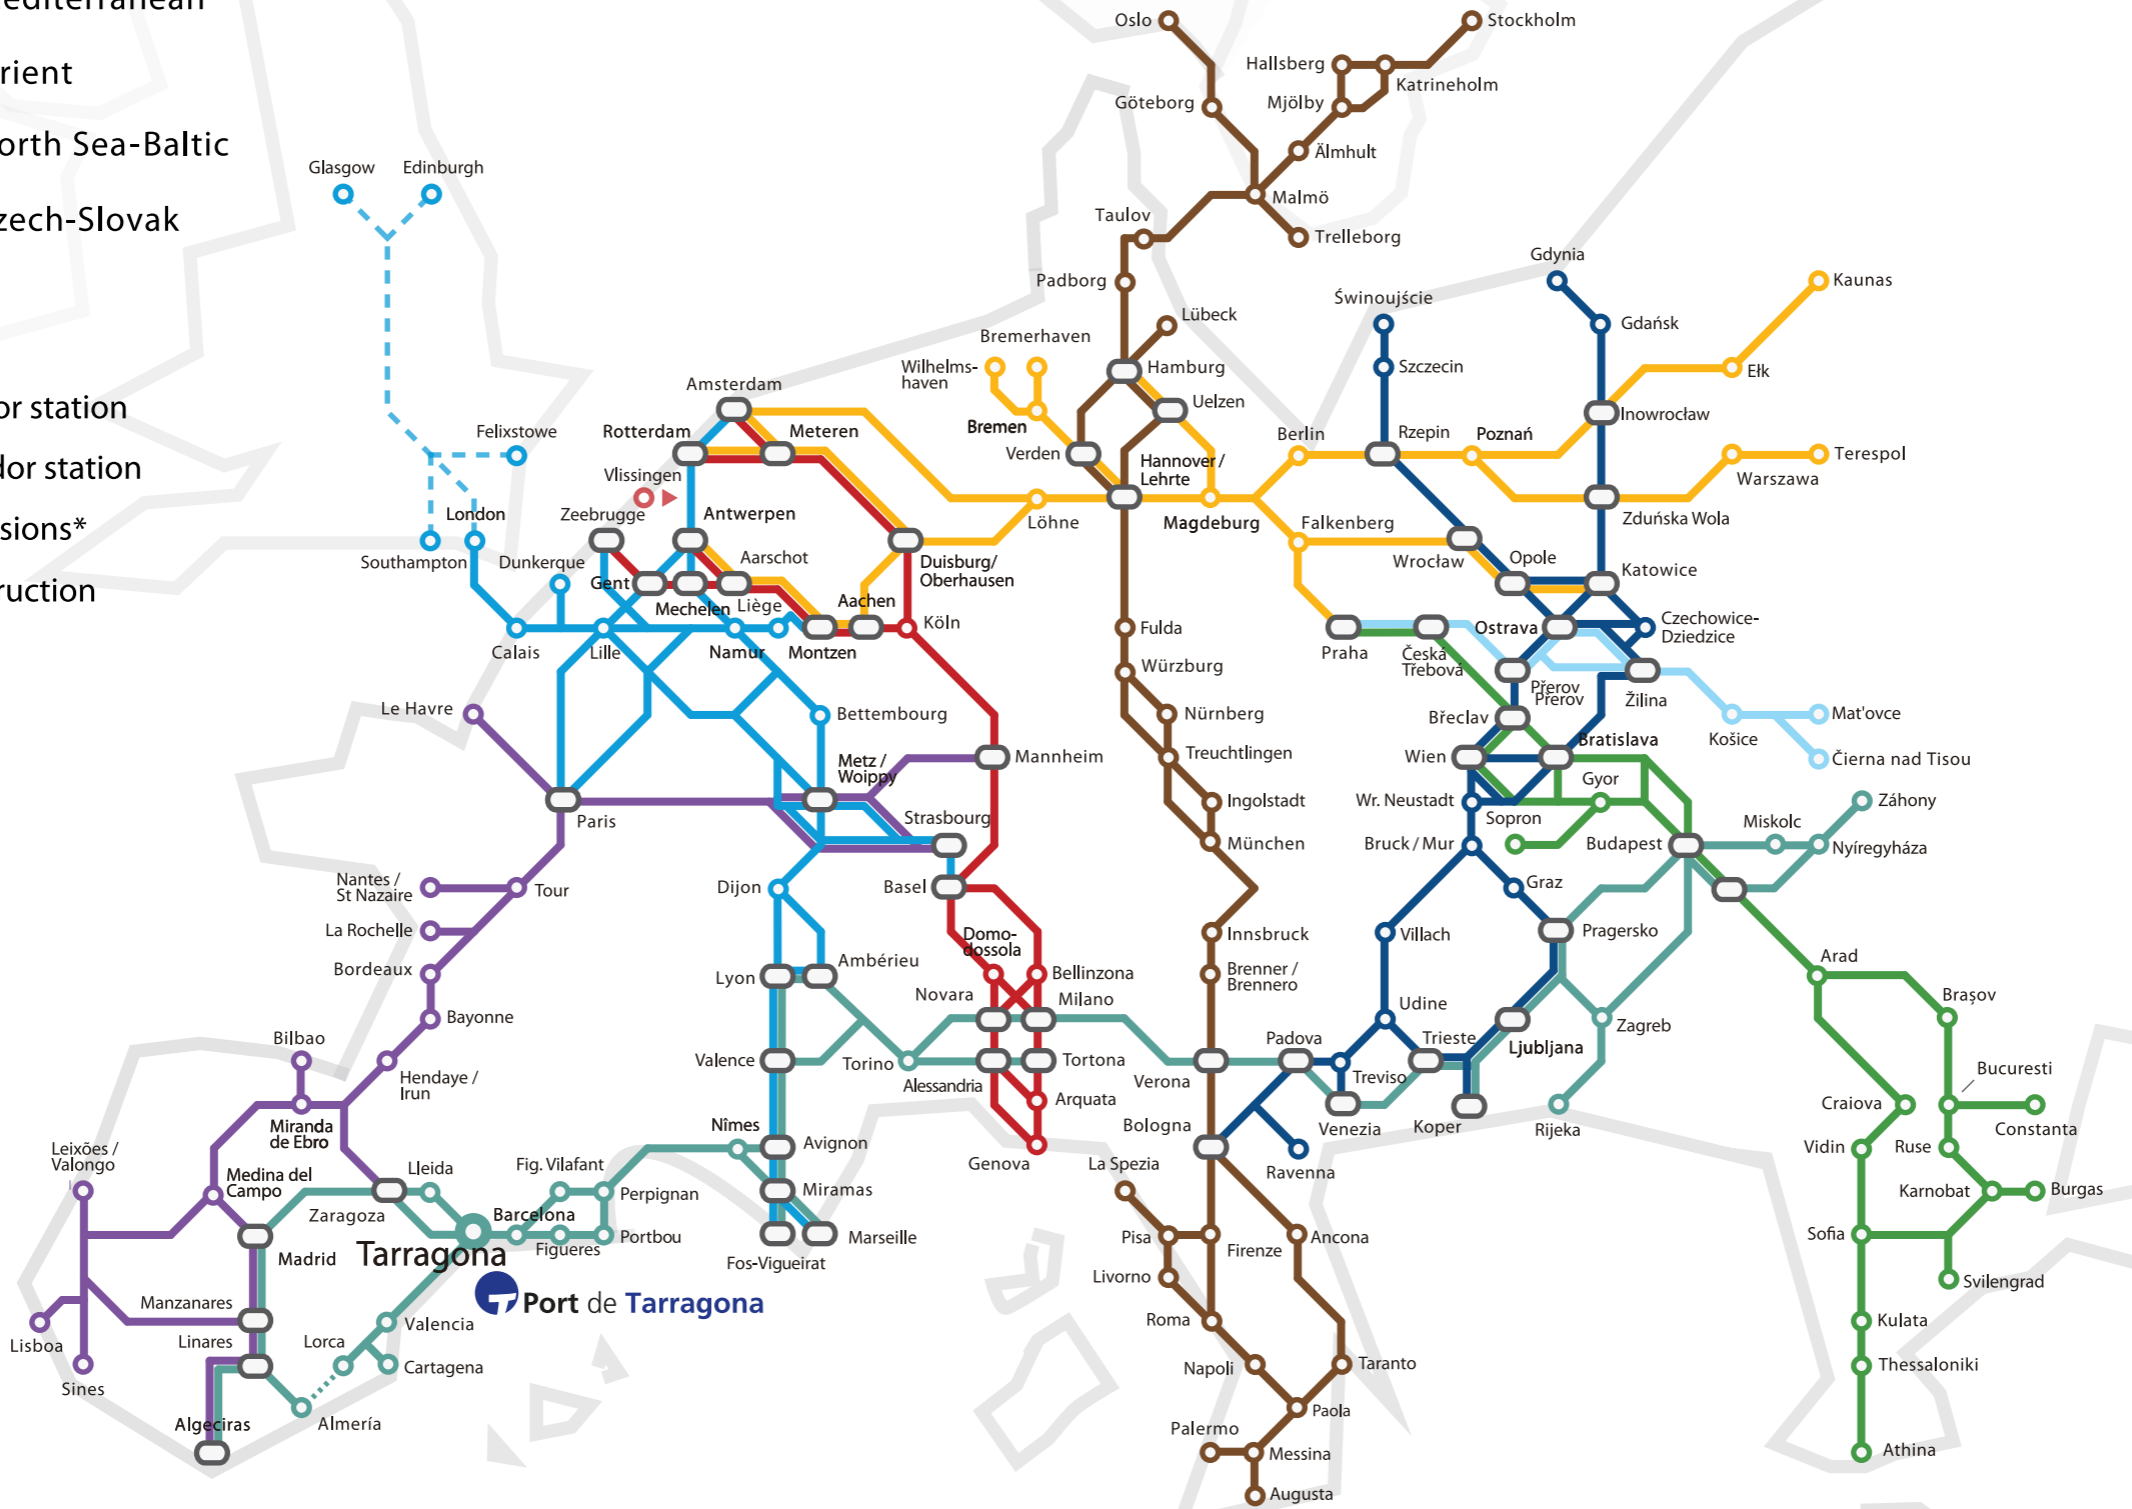 editerranean
rient
orth Sea-Baltic
zech-Slovak
or station
dor station
sions*
ruction
Oslo
Stockholm
Hallsberg
Katrineholm
Göteborg
Mjölby
Älmhult
Glasgow
Edinburgh
Malmö
Taulov
Trelleborg
Gdynia
Padborg
Kaunas
Świnoujście
Lübeck
Gdańsk
Bremerhaven
Wilhelms-
haven
Hamburg
Szczecin
Ełk
Amsterdam
Uelzen
Inowrocław
Felixstowe
Rotterdam
Meteren
Bremen
Verden
Berlin
Rzepin
Poznań
Terespol
Hannover /
Lehrte
Vlissingen
Warszawa
London
Zeebrugge
Antwerpen
Löhne
Magdeburg
Falkenberg
Zduńska Wola
Southampton
Dunkerque
Aarschot
Duisburg/
Oberhausen
Wrocław
Opole
Katowice
Gent
Mechelen
Liège
Aachen
Köln
Fulda
Ostrava
Czechowice-
Dziedzice
Calais
Lille
Namur
Montzen
Praha
Česká
Třebová
Würzburg
Přerov
Přerov
Žilina
Le Havre
Bettembourg
Nürnberg
Břeclav
Košice
Mat'ovce
Treuchtlingen
Wien
Bratislava
Čierna nad Tisou
Metz /
Woippy
Mannheim
Gyor
Ingolstadt
Wr. Neustadt
Záhony
Paris
Strasbourg
Sopron
Miskolc
München
Bruck / Mur
Budapest
Nyíregyháza
Nantes /
St Nazaire
Tour
Dijon
Basel
Graz
La Rochelle
Domo-
dossola
Innsbruck
Villach
Pragersko
Bordeaux
Lyon
Ambérieu
Bellinzona
Brenner /
Brennero
Arad
Novara
Milano
Udine
Zagreb
Brașov
Bayonne
Bilbao
Valence
Torino
Alessandria
Tortona
Verona
Padova
Trieste
Ljubljana
Hendaye /
Irun
Treviso
Bucuresti
Arquata
Craiova
Miranda
de Ebro
Nîmes
Avignon
Bologna
Venezia
Koper
Rijeka
Constanta
Leixões /
Valongo
Genova
La Spezia
Ravenna
Vidin
Ruse
Medina del
Campo
Lleida
Fig. Vilafant
Perpignan
Miramas
Karnobat
Burgas
Zaragoza
Barcelona
Figueres
Portbou
Pisa
Firenze
Ancona
Sofia
Madrid
Tarragona
Fos-Vigueirat
Marseille
Livorno
Svilengrad
Port de Tarragona
Manzanares
Valencia
Roma
Kulata
Lisboa
Linares
Lorca
Cartagena
Napoli
Taranto
Thessaloniki
Sines
Algeciras
Almería
Paola
Palermo
Messina
Athina
Augusta